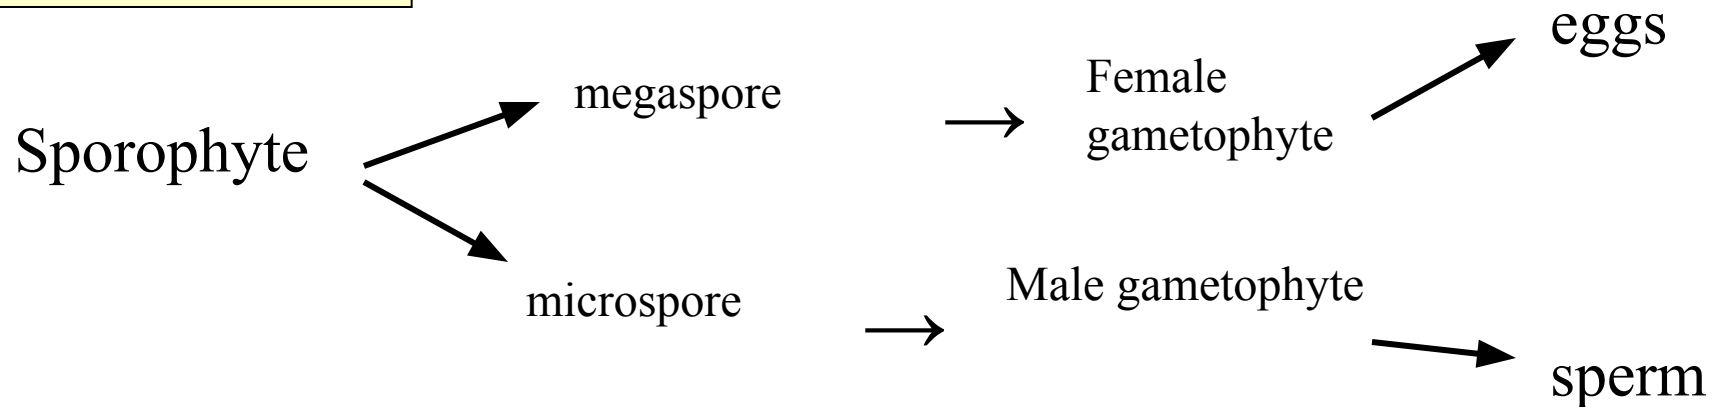 eggs
Female
gametophyte
megaspore
→
Sporophyte
Male gametophyte
microspore
→
sperm